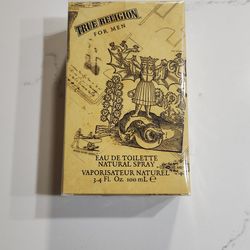 TRUE RELIGION
FOR MEN
EAU DE TOILETTE
NATURAL SPRAY
VAPORISATEUR NATUREL
3.4 Fl. Oz. 100 mL ℮